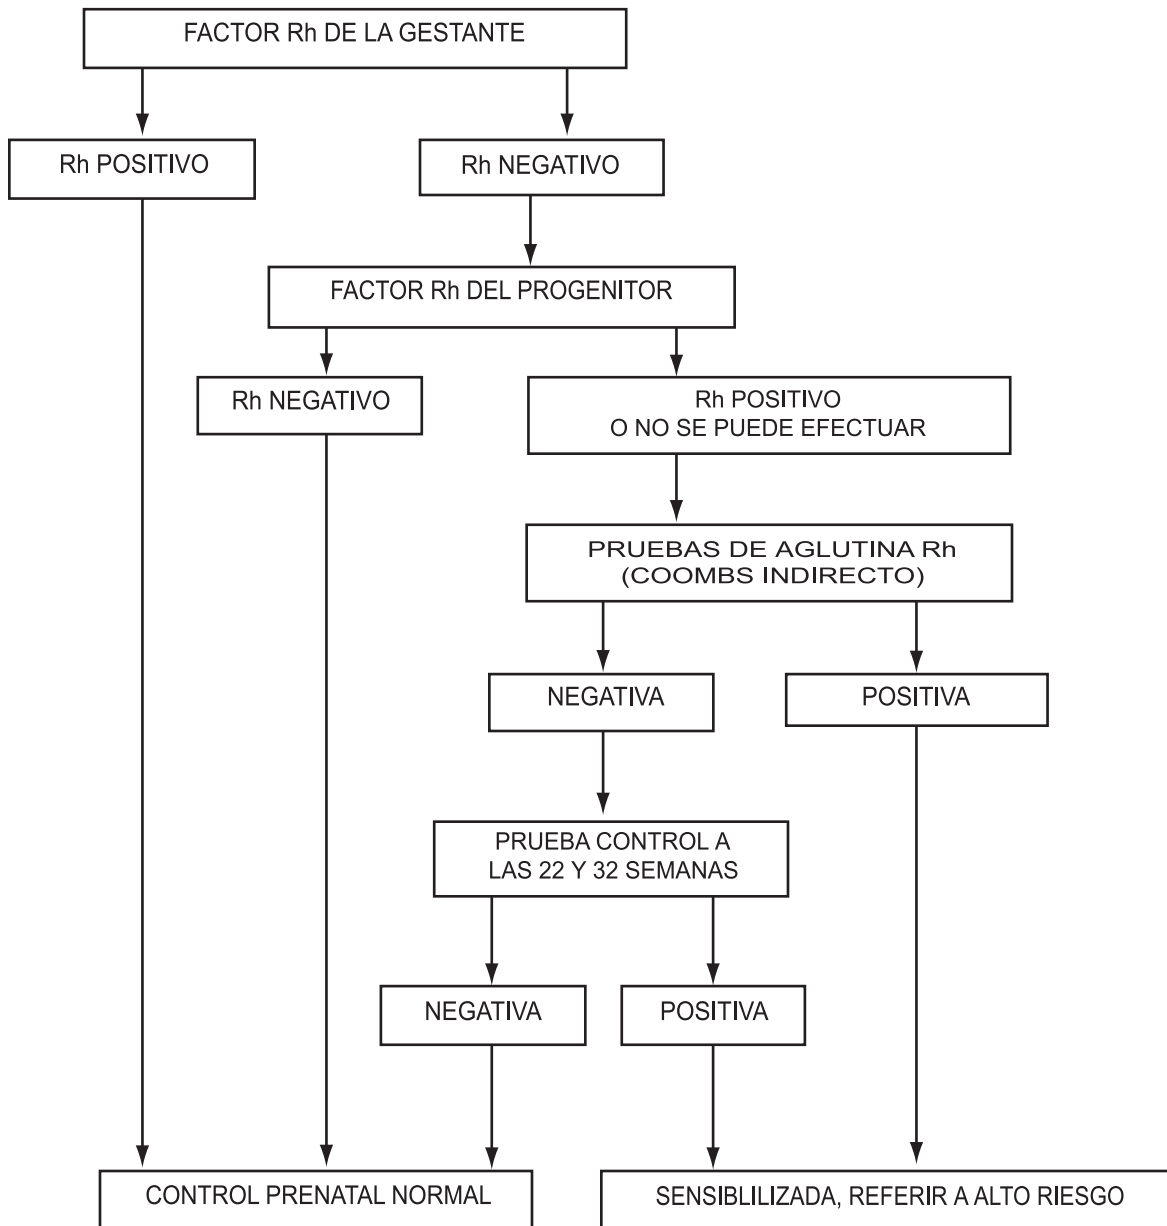 FACTOR Rh DE LA GESTANTE
Rh POSITIVO
Rh NEGATIVO
FACTOR Rh DEL PROGENITOR
Rh NEGATIVO
Rh POSITIVO
O NO SE PUEDE EFECTUAR
PRUEBAS DE AGLUTINA Rh
(COOMBS INDIRECTO)
NEGATIVA
POSITIVA
PRUEBA CONTROL A
LAS 22 Y 32 SEMANAS
NEGATIVA
POSITIVA
CONTROL PRENATAL NORMAL
SENSIBLILIZADA, REFERIR A ALTO RIESGO